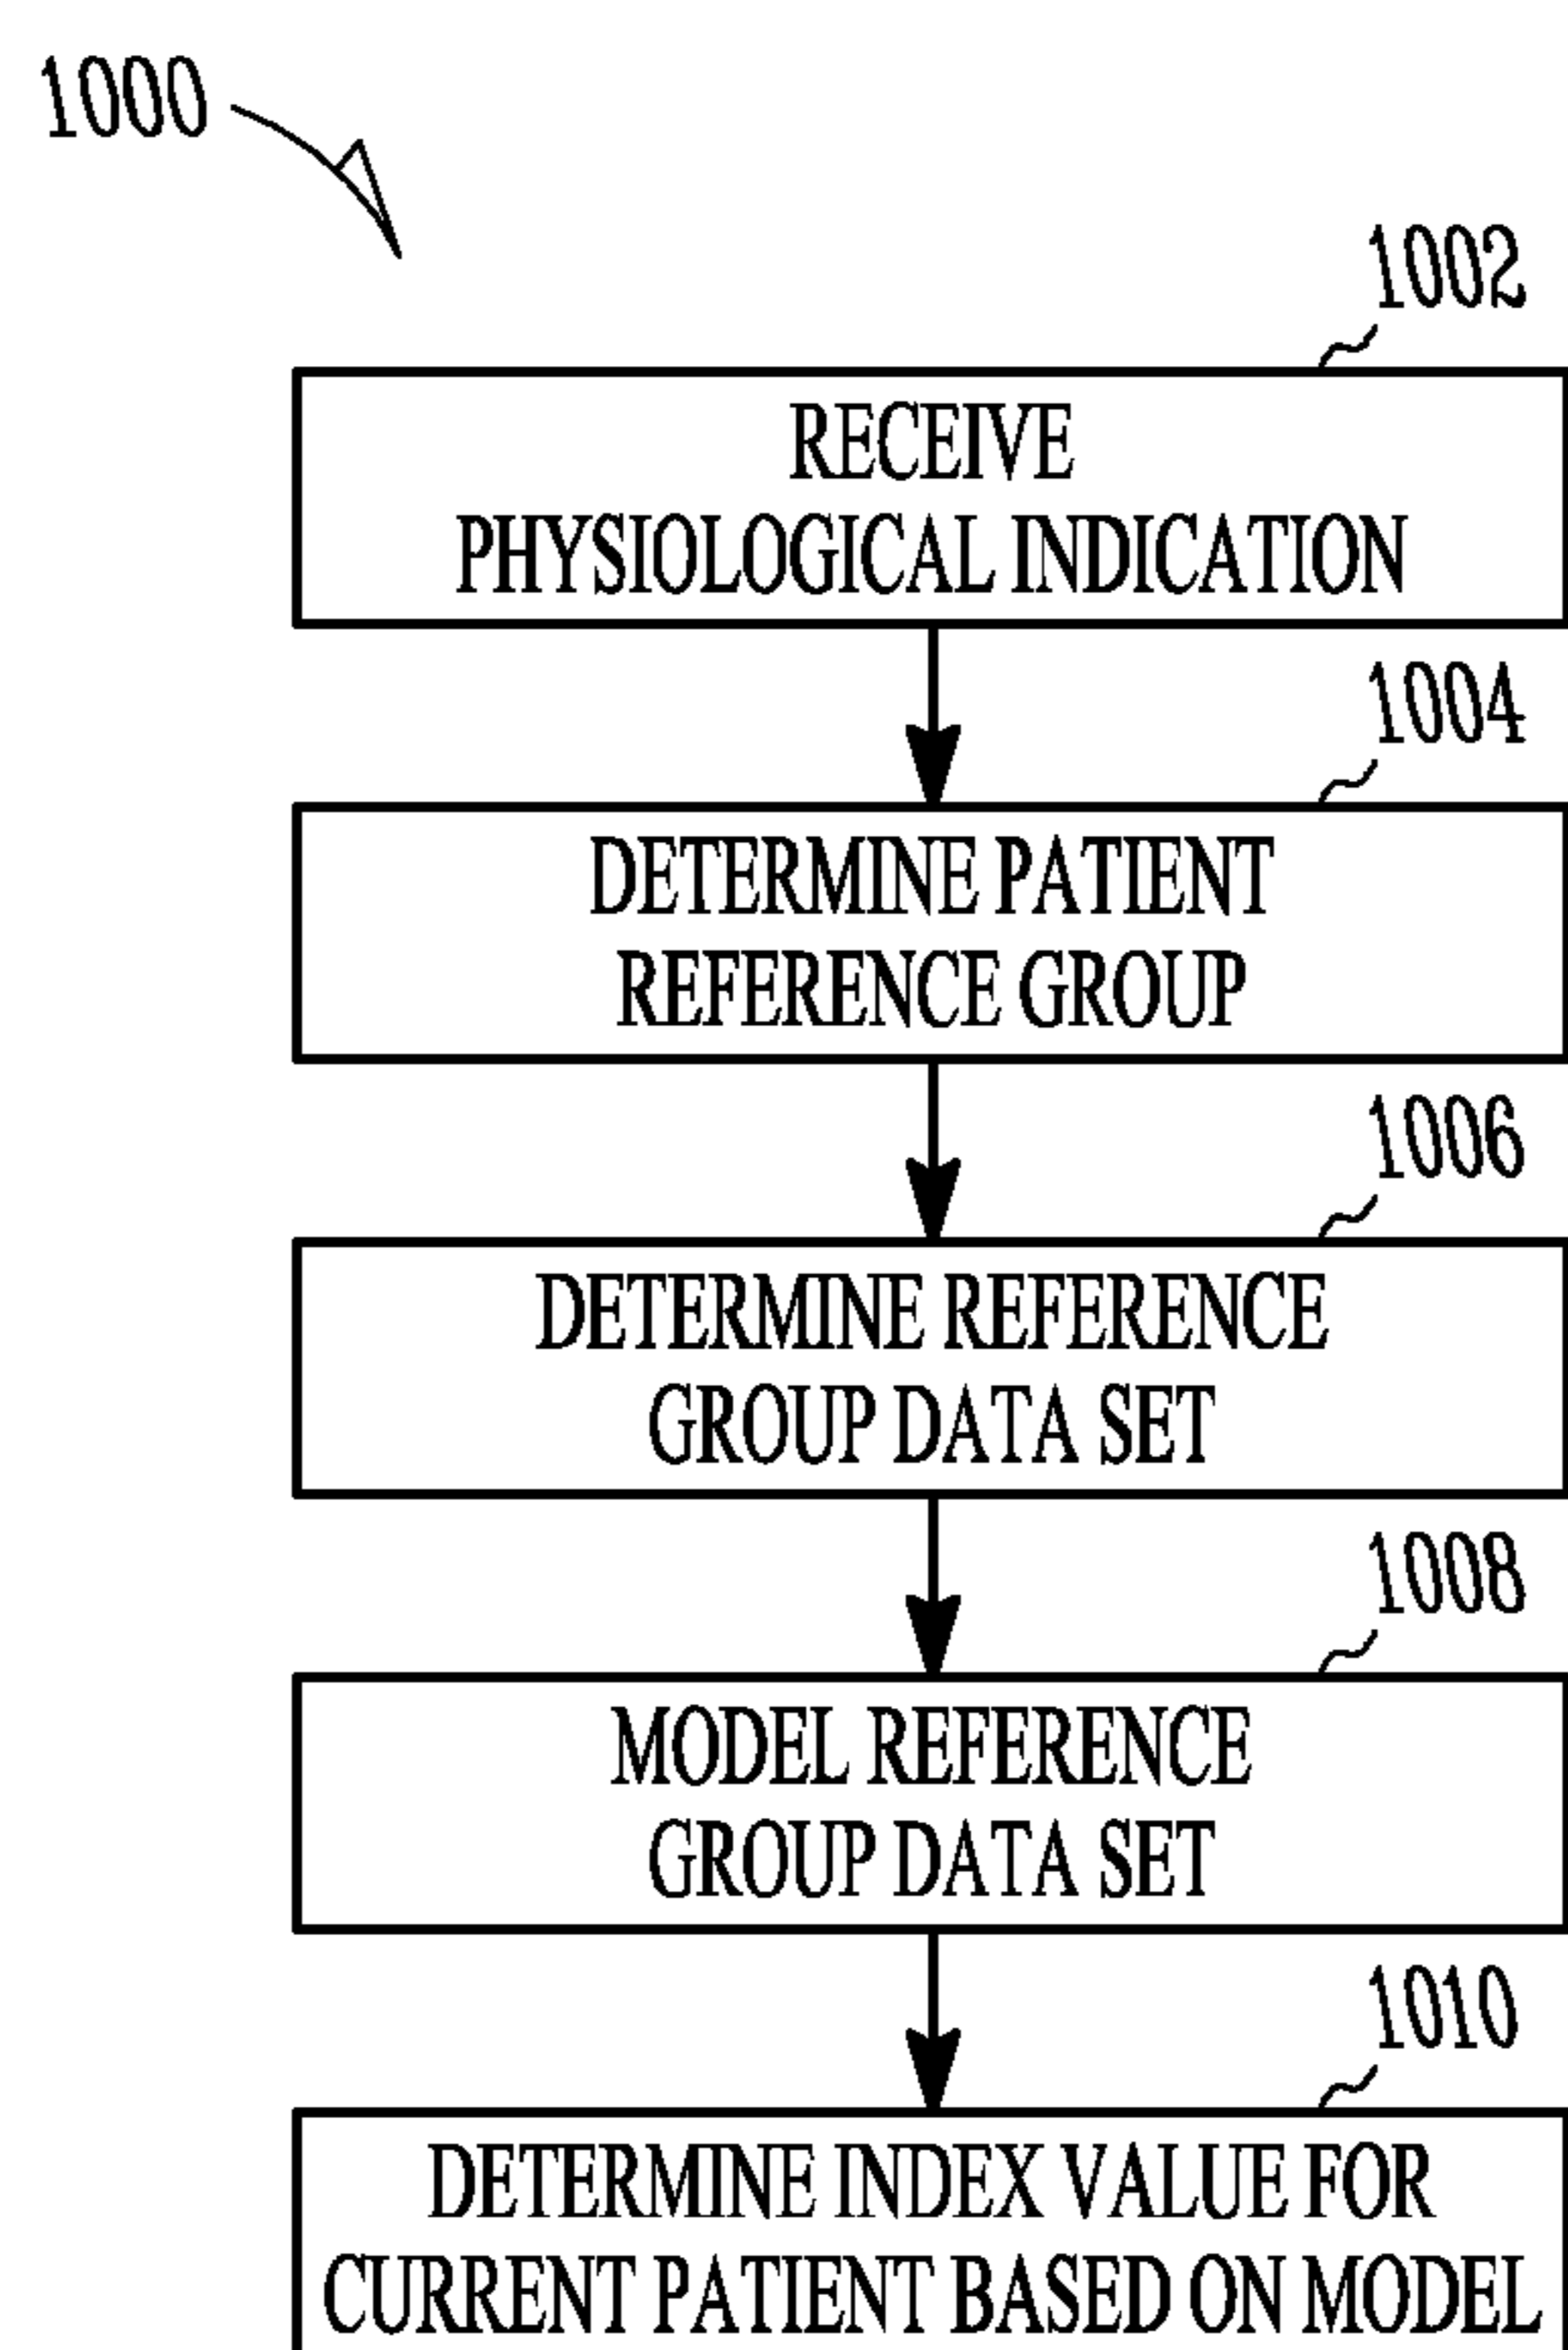 1000
1002
RECEIVE
PHYSIOLOGICAL INDICATION
1004
DETERMINE PATIENT
REFERENCE GROUP
1006
DETERMINE REFERENCE
GROUP DATA SET
1008
MODEL REFERENCE
GROUP DATA SET
1010
DETERMINE INDEX VALUE FOR
CURRENT PATIENT BASED ON MODEL